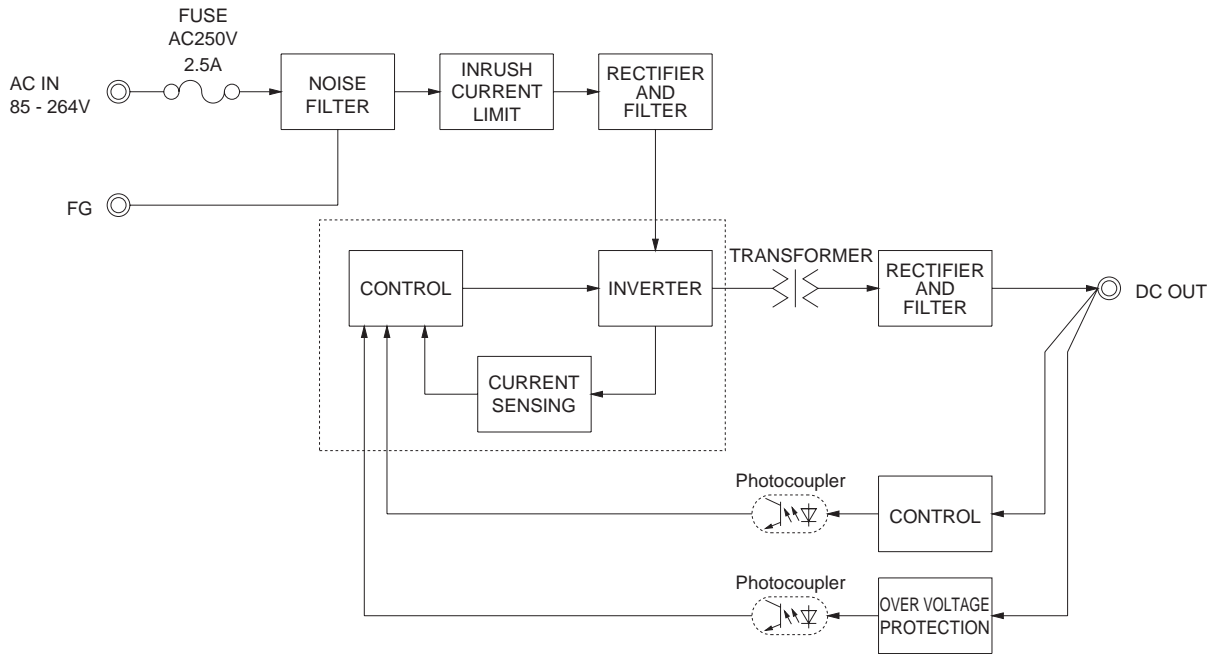 FUSE
AC250V
2.5A
AC IN
85 - 264V
NOISE
FILTER
INRUSH
CURRENT
LIMIT
RECTIFIER
AND
FILTER
FG
CONTROL
INVERTER
TRANSFORMER
RECTIFIER
AND
FILTER
DC OUT
CURRENT
SENSING
Photocoupler
CONTROL
Photocoupler
OVER VOLTAGE
PROTECTION